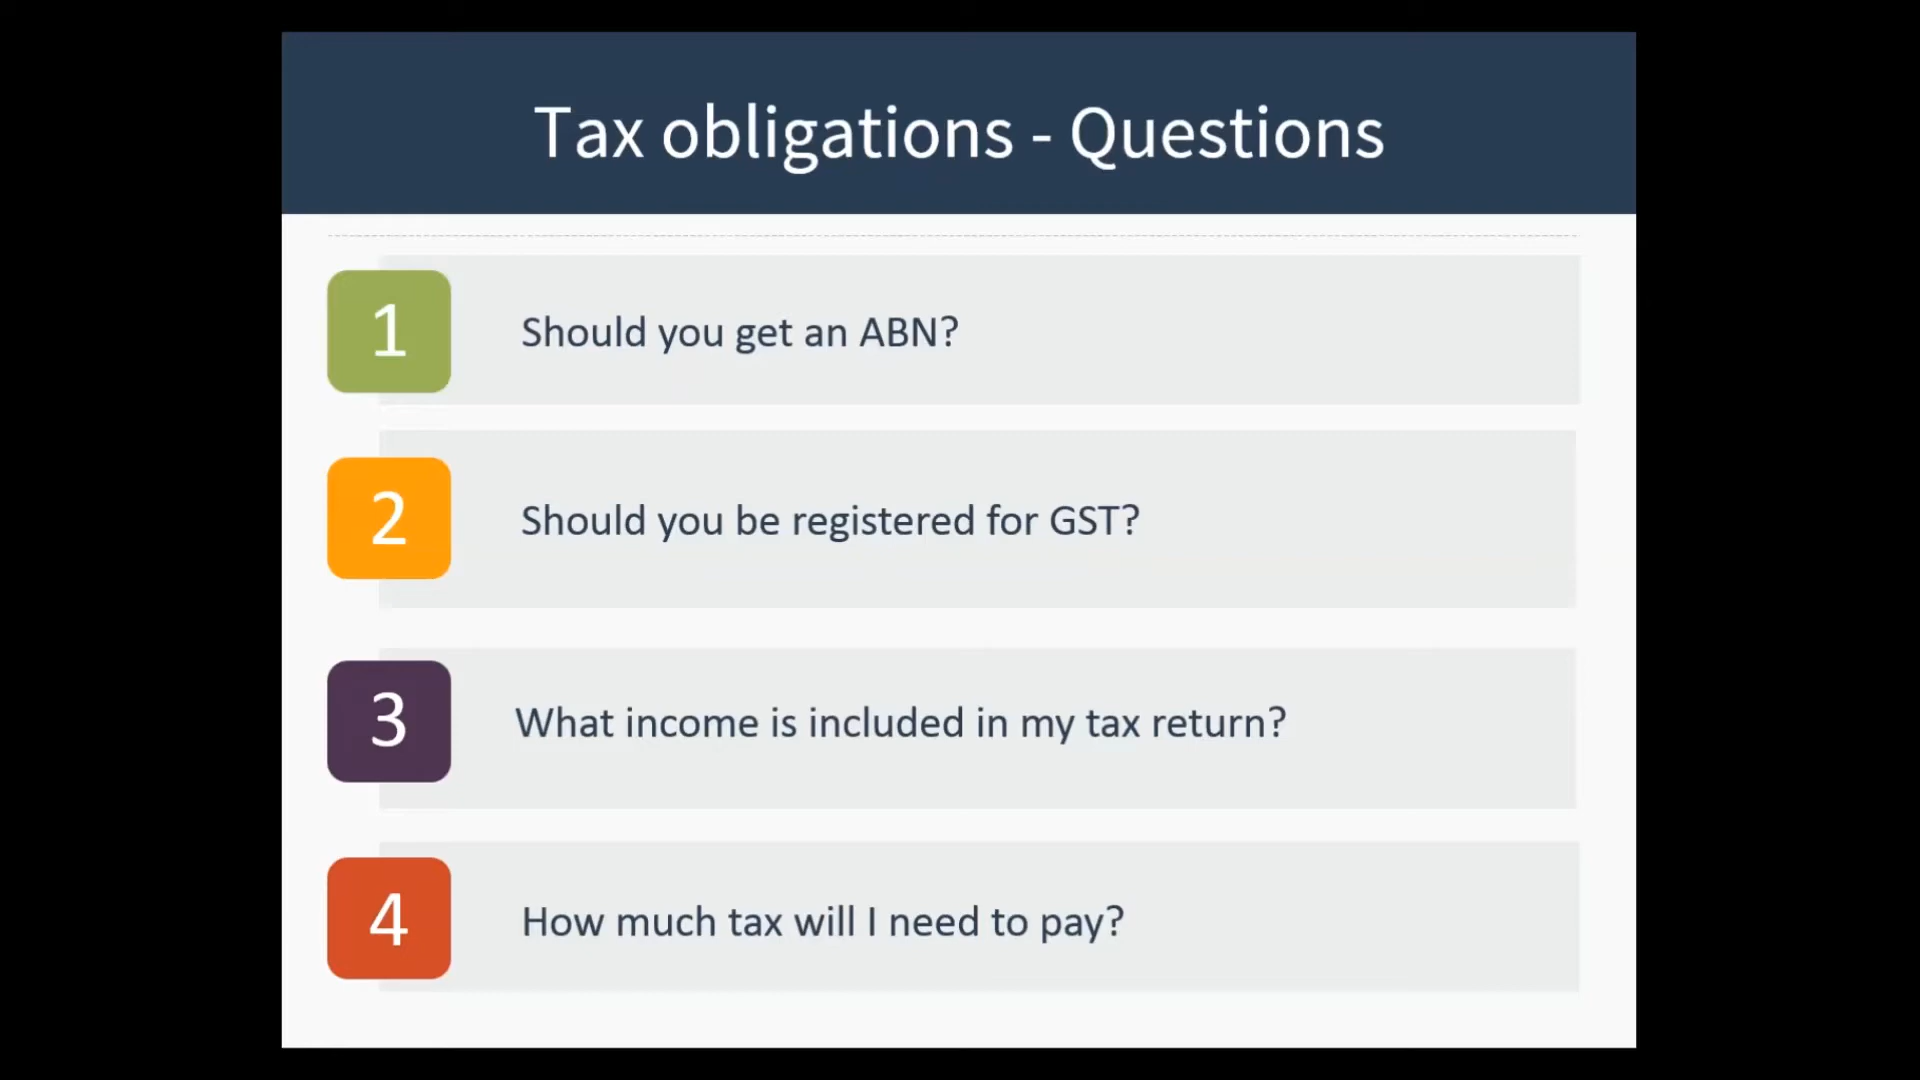 Tax obligations - Questions
1
Should you get an ABN?
2
Should you be registered for GST?
3
What income is included in my tax return?
4
How much tax will I need to pay?